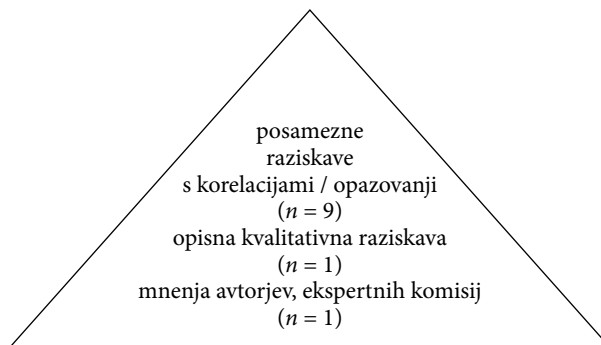 posamezne
raziskave
s korelacijami / opazovanji
(n = 9)
opisna kvalitativna raziskava
(n = 1)
mnenja avtorjev, ekspertnih komisij
(n = 1)